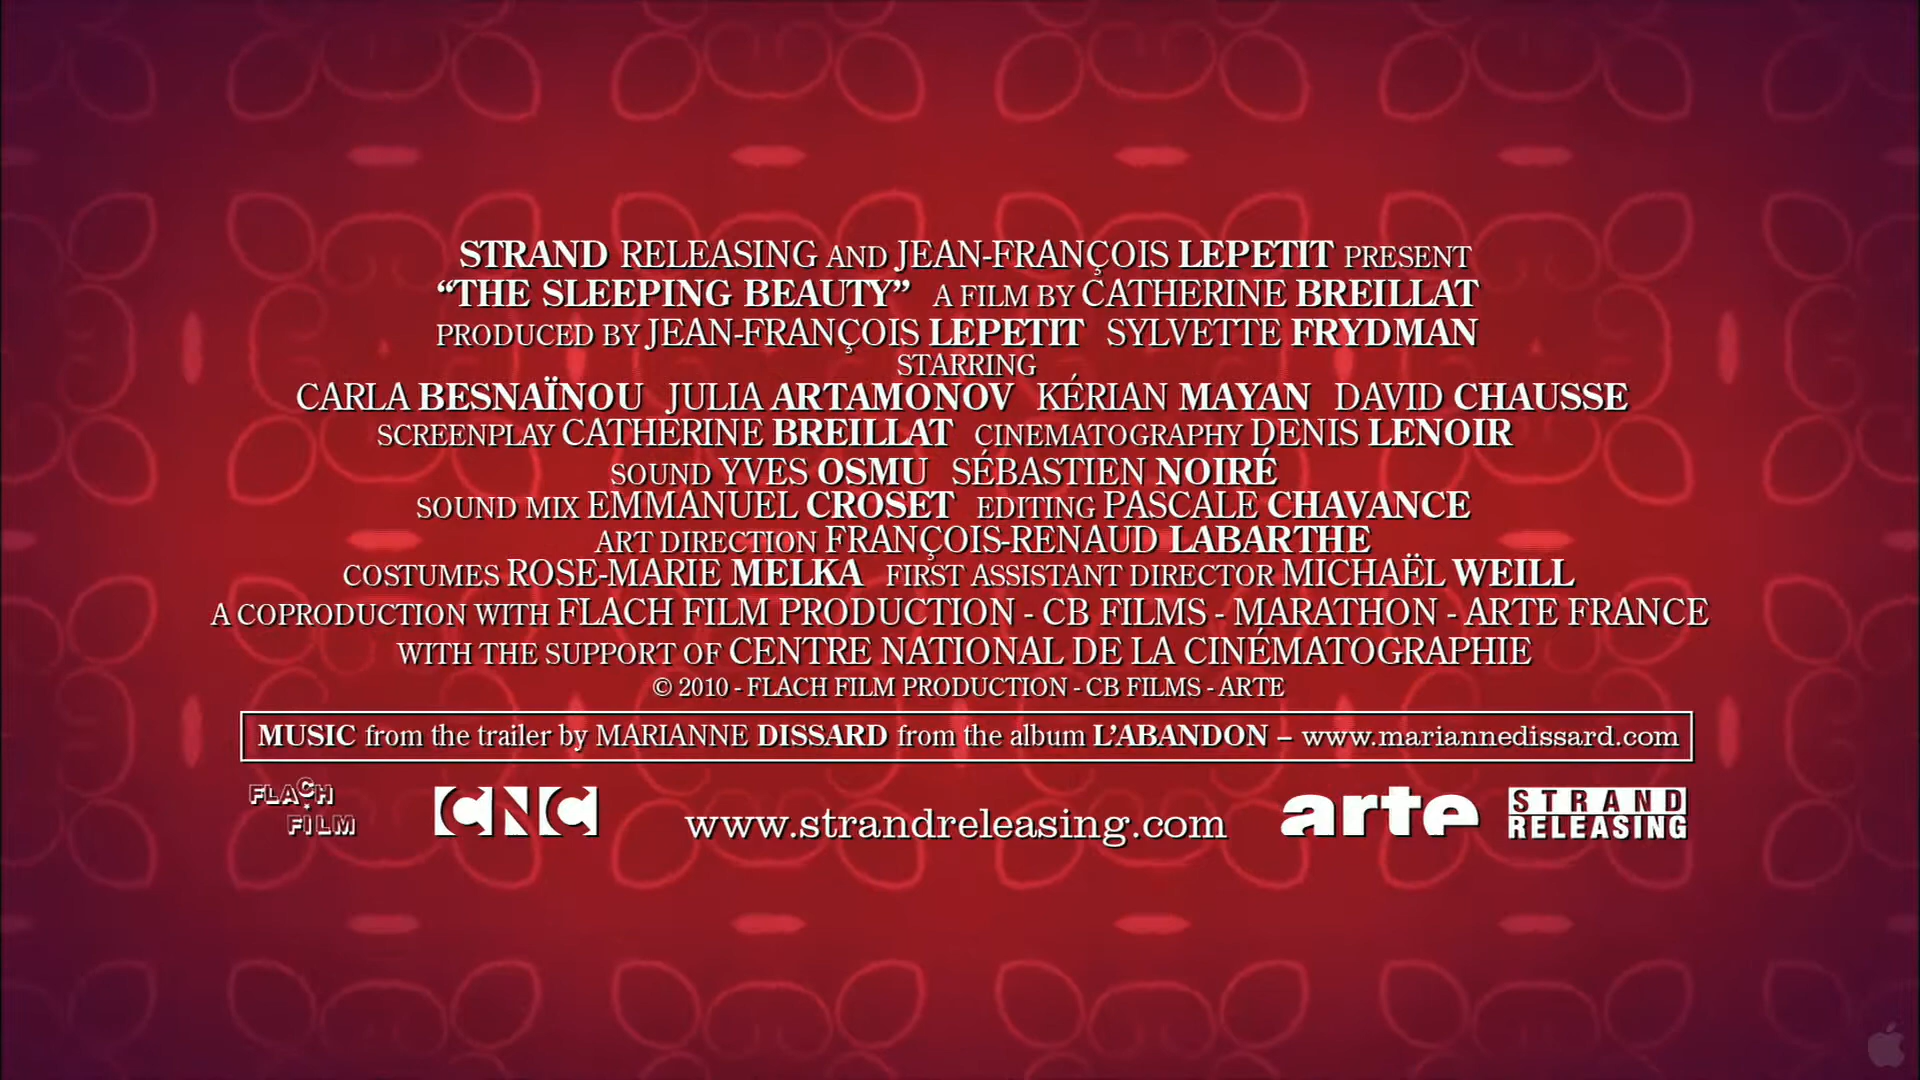 STRAND RELEASING AND JEAN-FRANÇOIS LEPETIT PRESENT
“THE SLEEPING BEAUTY” A FILM BY CATHERINE BREILLAT
PRODUCED BY JEAN-FRANÇOIS LEPETIT SYLVETTE FRYDMAN
STARRING
CARLA BESNAÏNOU JULIA ARTAMONOV KÉRIAN MAYAN DAVID CHAUSSE
SCREENPLAY CATHERINE BREILLAT CINEMATOGRAPHY DENIS LENOIR
SOUND YVES OSMU SÉBASTIEN NOIRÉ
SOUND MIX EMMANUEL CROSET EDITING PASCALE CHAVANCE
ART DIRECTION FRANÇOIS-RENAUD LABARTHE
COSTUMES ROSE-MARIE MELKA FIRST ASSISTANT DIRECTOR MICHAËL WEILL
A COPRODUCTION WITH FLACH FILM PRODUCTION - CB FILMS - MARATHON - ARTE FRANCE
WITH THE SUPPORT OF CENTRE NATIONAL DE LA CINÉMATOGRAPHIE
© 2010 - FLACH FILM PRODUCTION - CB FILMS - ARTE
MUSIC from the trailer by MARIANNE DISSARD from the album L’ABANDON – www.mariannedissard.com
FLACH
FILM
CNC
www.strandreleasing.com
arte
STRAND
RELEASING